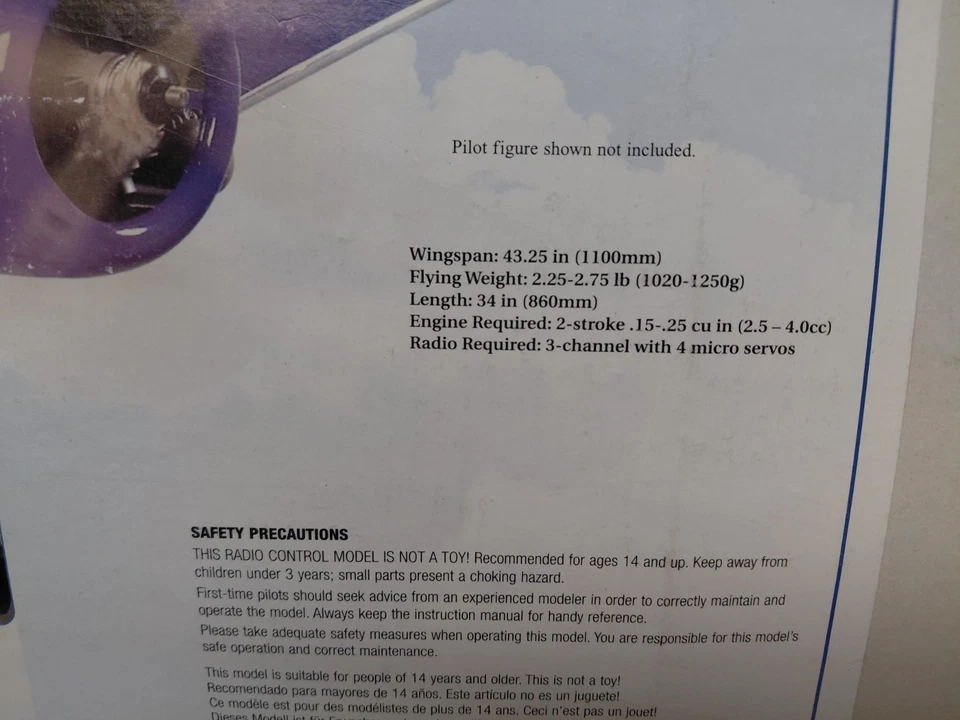 Pilot figure shown not included.
Wingspan: 43.25 in (1100mm)
Flying Weight: 2.25-2.75 lb (1020-1250g)
Length: 34 in (860mm)
Engine Required: 2-stroke .15-.25 cu in (2.5 – 4.0cc)
Radio Required: 3-channel with 4 micro servos
SAFETY PRECAUTIONS
THIS RADIO CONTROL MODEL IS NOT A TOY! Recommended for ages 14 and up. Keep away from
children under 3 years; small parts present a choking hazard.
First-time pilots should seek advice from an experienced modeler in order to correctly maintain and
operate the model. Always keep the instruction manual for handy reference.
Please take adequate safety measures when operating this model. You are responsible for this model's
safe operation and correct maintenance.
This model is suitable for people of 14 years and older. This is not a toy!
Recomendado para mayores de 14 años. Este artículo no es un juguete!
Ce modèle est pour des modélistes de plus de 14 ans. Ceci n'est pas un jouet!
Dieses Modell ist für